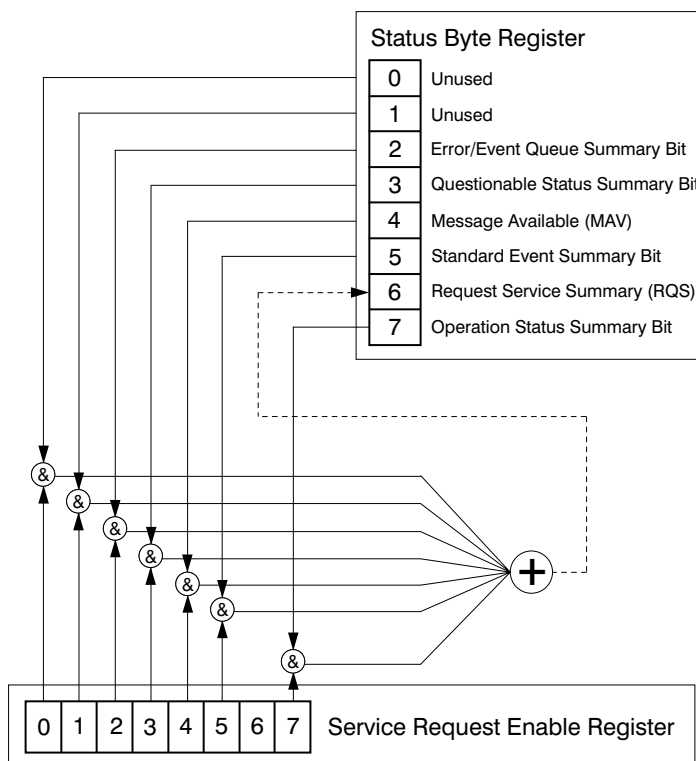 Status Byte Register
0 Unused
1 Unused
2 Error/Event Queue Summary Bit
3 Questionable Status Summary Bit
4 Message Available (MAV)
5 Standard Event Summary Bit
6 Request Service Summary (RQS)
7 Operation Status Summary Bit
&
&
&
&
&
&
&
+
0 1 2 3 4 5 6 7 Service Request Enable Register